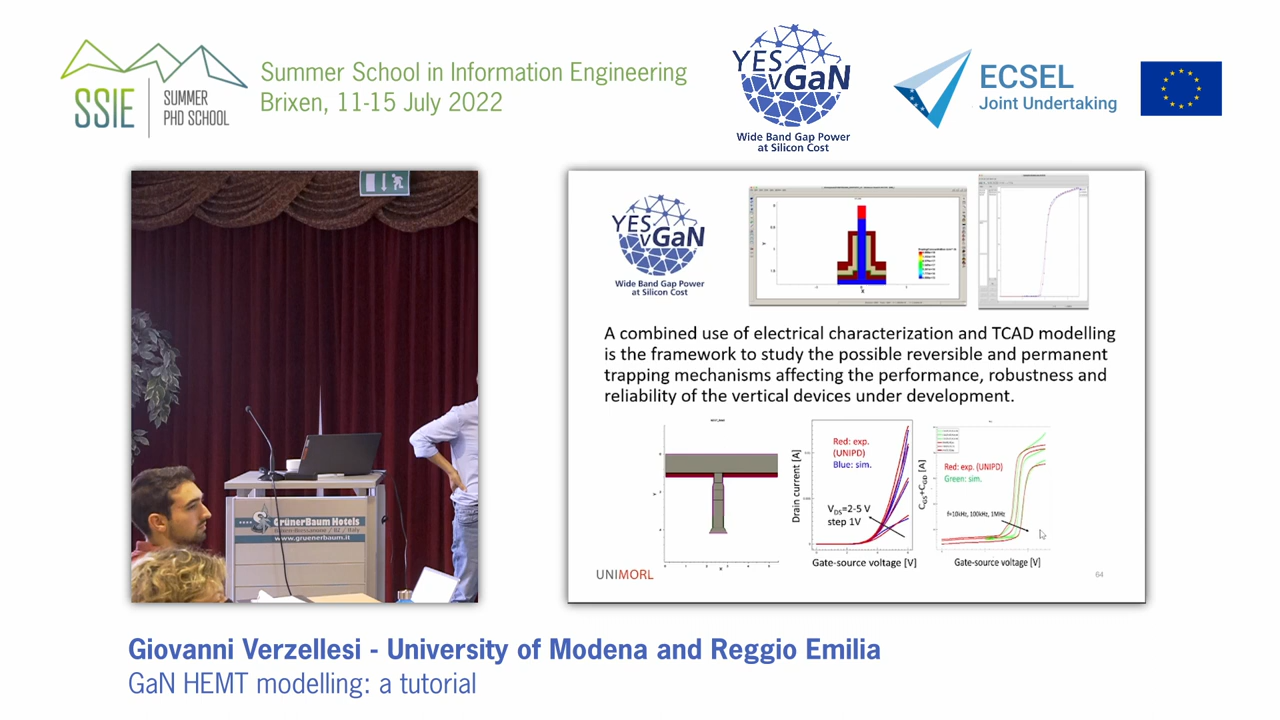 SSIE
SUMMER
PHD SCHOOL
Summer School in Information Engineering
Brixen, 11-15 July 2022
YES
vGaN
Wide Band Gap Power
at Silicon Cost
ECSEL
Joint Undertaking
YES
vGaN
Wide Band Gap Power
at Silicon Cost
A combined use of electrical characterization and TCAD modelling
is the framework to study the possible reversible and permanent
trapping mechanisms affecting the performance, robustness and
reliability of the vertical devices under development.
Drain current [A]
Red: exp.
(UNIPD)
Blue: sim.
VDS=2-5 V
step 1V
Gate-source voltage [V]
CGS+CGD [A]
Red: exp. (UNIPD)
Green: sim.
f=10kHz, 100kHz, 1MHz
Gate-source voltage [V]
UNIMORL
64
GrünerBaum Hotels
www.gruenerbaum.it
Giovanni Verzellesi - University of Modena and Reggio Emilia
GaN HEMT modelling: a tutorial